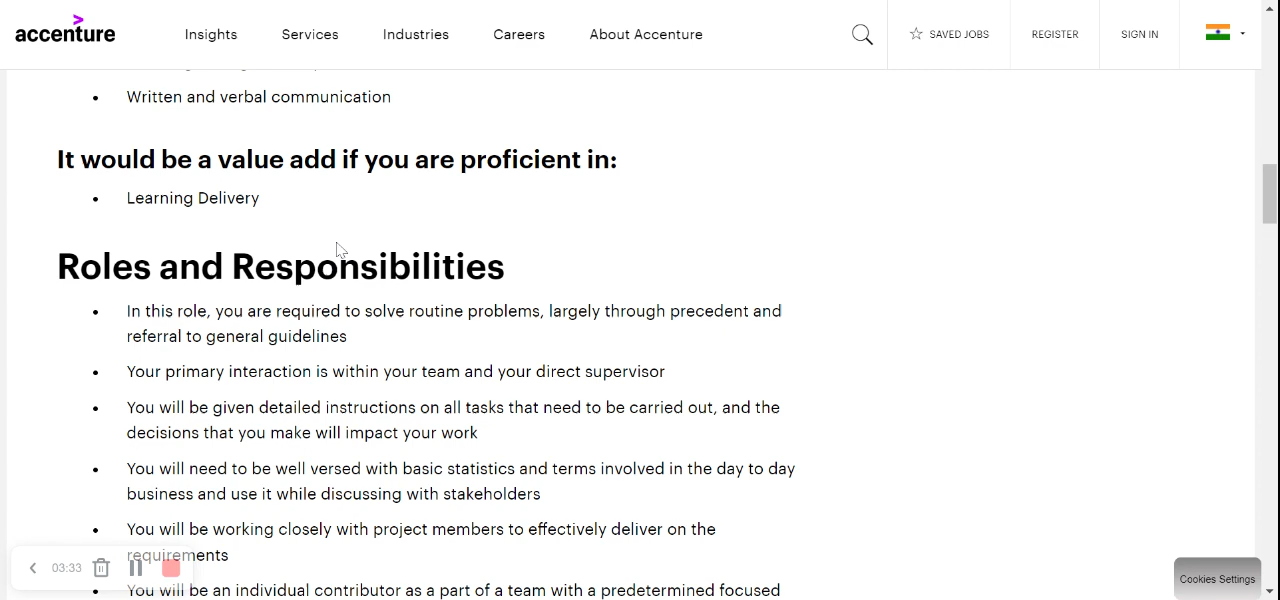 accenture
Insights
Services
Industries
Careers
About Accenture
SAVED JOBS
REGISTER
SIGN IN
Written and verbal communication
It would be a value add if you are proficient in:
Learning Delivery
Roles and Responsibilities
In this role, you are required to solve routine problems, largely through precedent and
referral to general guidelines
Your primary interaction is within your team and your direct supervisor
You will be given detailed instructions on all tasks that need to be carried out, and the
decisions that you make will impact your work
You will need to be well versed with basic statistics and terms involved in the day to day
business and use it while discussing with stakeholders
You will be working closely with project members to effectively deliver on the
requirements
03:33
You will be an individual contributor as a part of a team with a predetermined focused
Cookies Settings